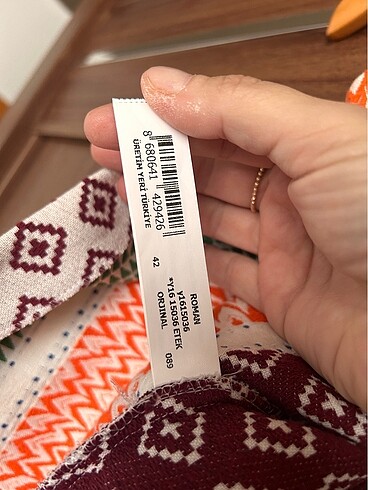 8 680641 429426
ÜRETİM YERİ TÜRKİYE
42
ROMAN
y1615036
*Y16 15036 ETEK
ORJINAL
089